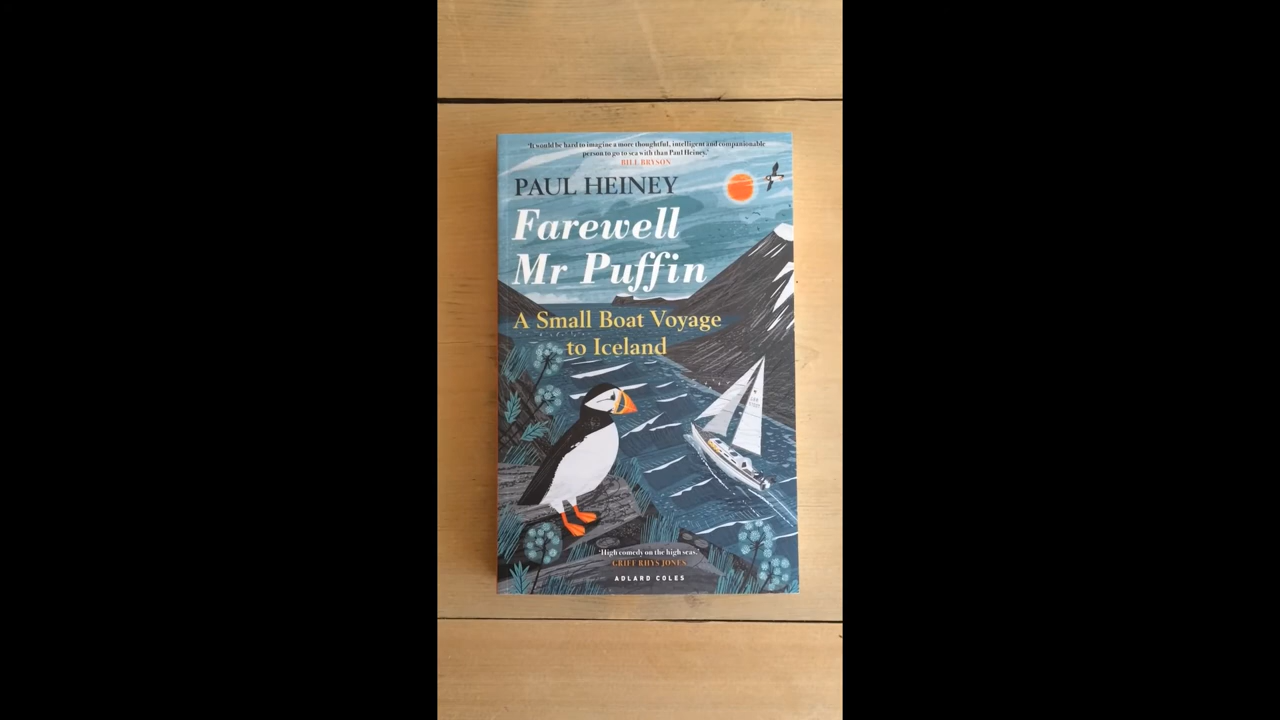 'It would be hard to imagine a more thoughtful, intelligent and companionable
person to go to sea with than Paul Heiney.'
BILL BRYSON
PAUL HEINEY
Farewell
Mr Puffin
A Small Boat Voyage
to Iceland
'High comedy on the high seas.'
GRIFF RHYS JONES
ADLARD COLES